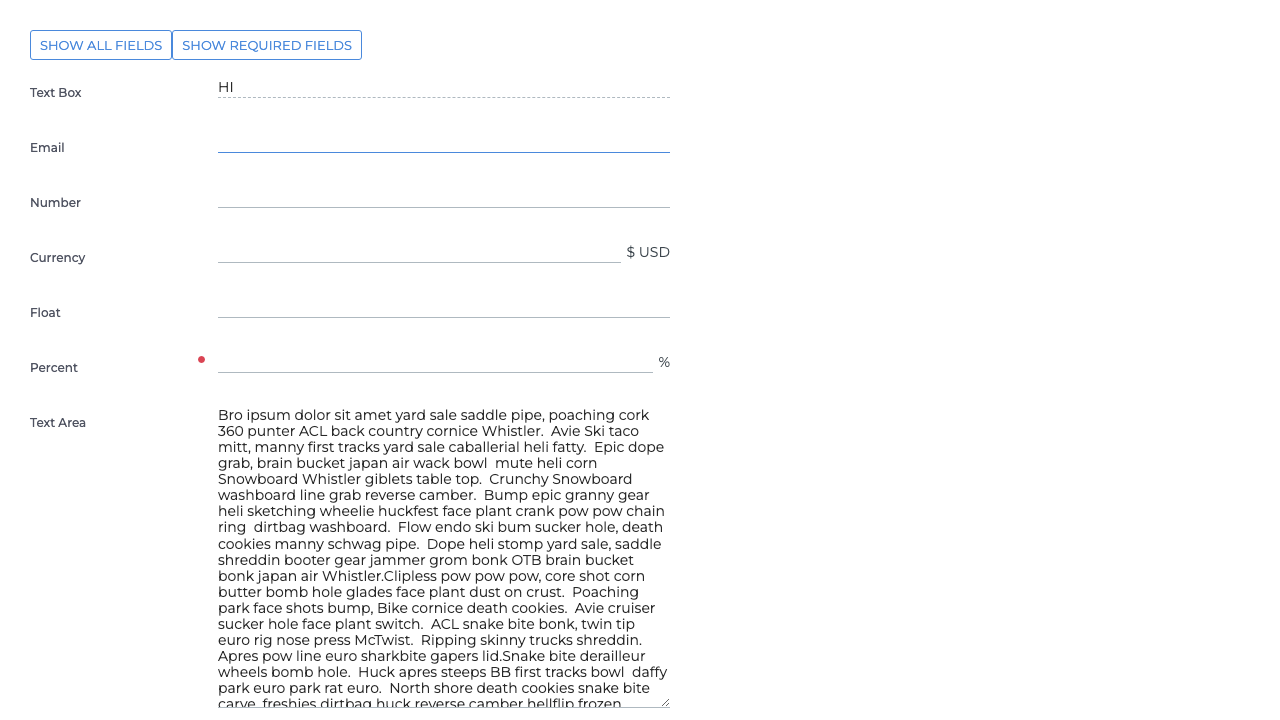 SHOW ALL FIELDS SHOW REQUIRED FIELDS
Text Box HI
Email
Number
Currency $ USD
Float
Percent %
Text Area
Bro ipsum dolor sit amet yard sale saddle pipe, poaching cork
360 punter ACL back country cornice Whistler.  Avie Ski taco
mitt, manny first tracks yard sale caballerial heli fatty.  Epic dope
grab, brain bucket japan air wack bowl  mute heli corn
Snowboard Whistler giblets table top.  Crunchy Snowboard
washboard line grab reverse camber.  Bump epic granny gear
heli sketching wheelie huckfest face plant crank pow pow chain
ring  dirtbag washboard.  Flow endo ski bum sucker hole, death
cookies manny schwag pipe.  Dope heli stomp yard sale, saddle
shreddin booter gear jammer grom bonk OTB brain bucket
bonk japan air Whistler.Clipless pow pow pow, core shot corn
butter bomb hole glades face plant dust on crust.  Poaching
park face shots bump, Bike cornice death cookies.  Avie cruiser
sucker hole face plant switch.  ACL snake bite bonk, twin tip
euro rig nose press McTwist.  Ripping skinny trucks shreddin.
Apres pow line euro sharkbite gapers lid.Snake bite derailleur
wheels bomb hole.  Huck apres steeps BB first tracks bowl  daffy
park euro park rat euro.  North shore death cookies snake bite
carve  freshies dirtbag huck reverse camber hellflip frozen